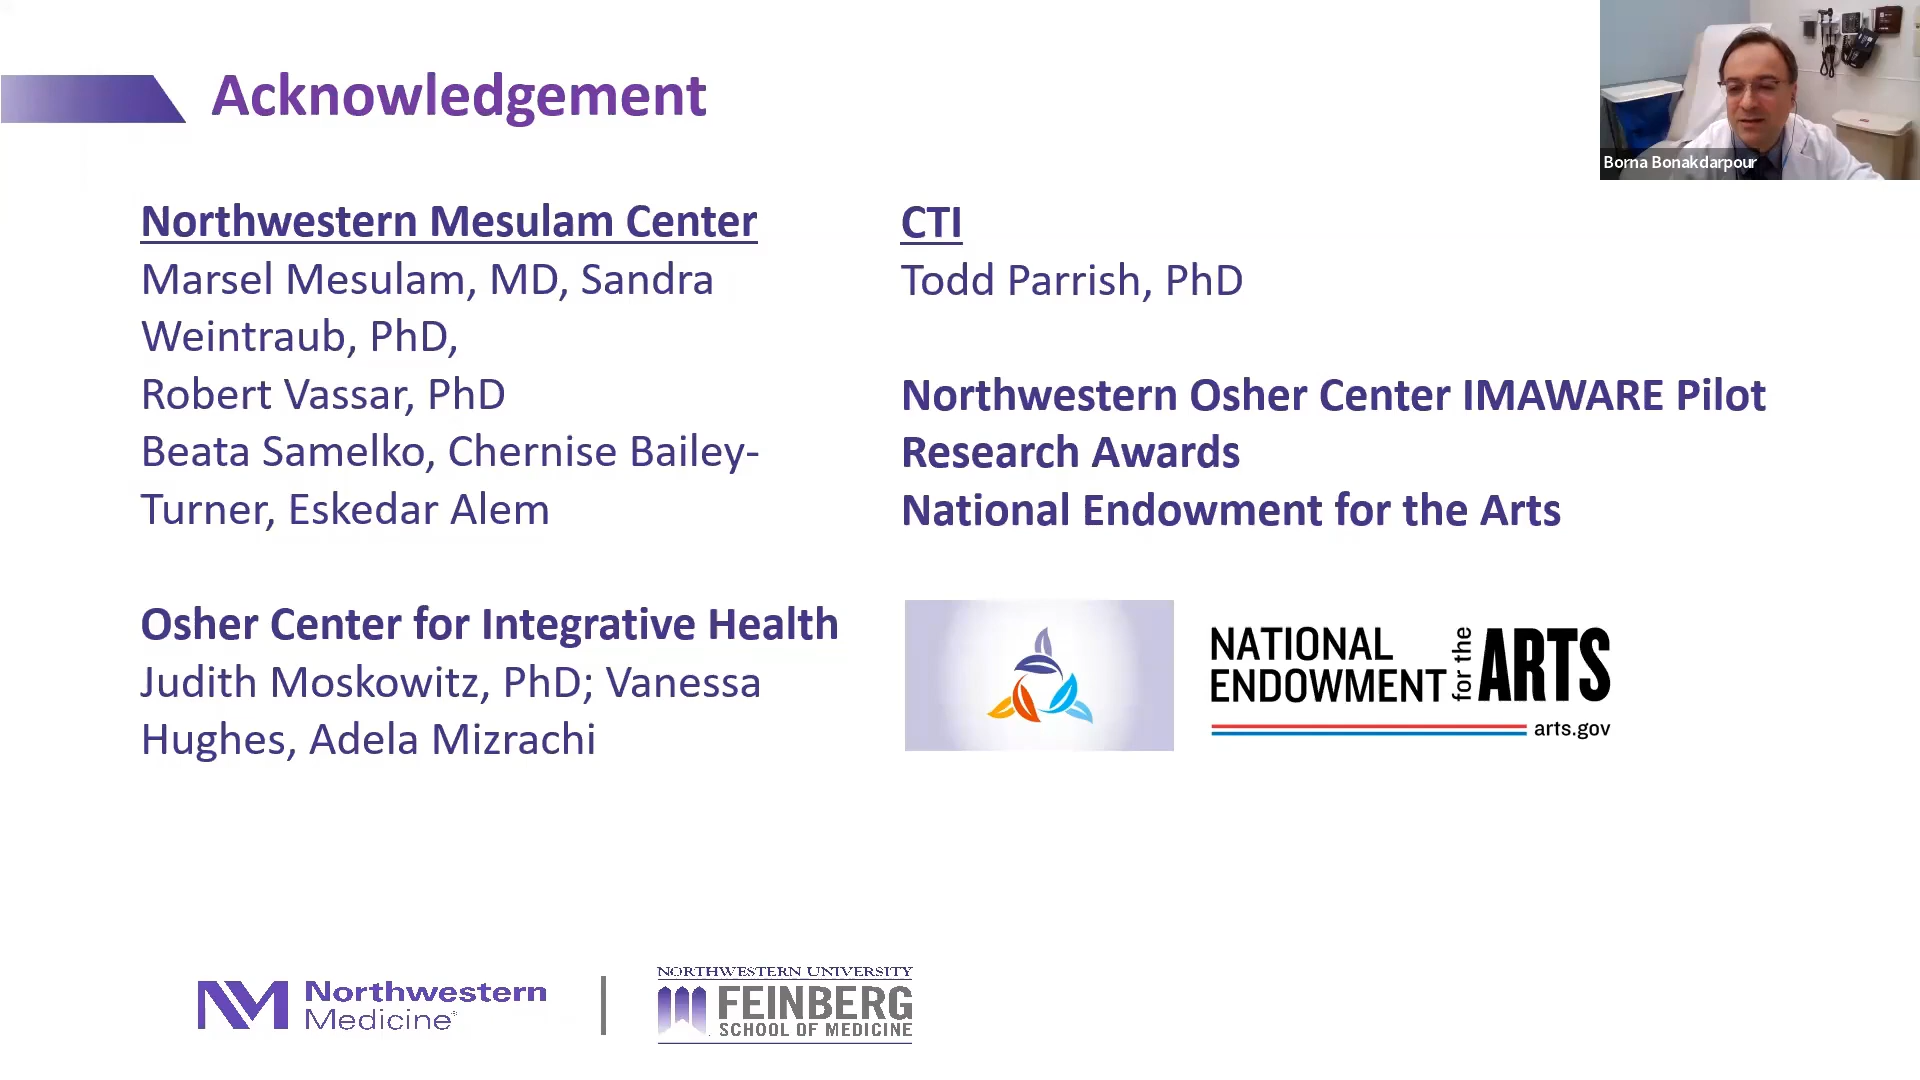 Acknowledgement
Borna Bonakdarpour
Northwestern Mesulam Center
Marsel Mesulam, MD, Sandra
Weintraub, PhD,
Robert Vassar, PhD
Beata Samelko, Chernise Bailey-
Turner, Eskedar Alem
Osher Center for Integrative Health
Judith Moskowitz, PhD; Vanessa
Hughes, Adela Mizrachi
CTI
Todd Parrish, PhD
Northwestern Osher Center IMAWARE Pilot
Research Awards
National Endowment for the Arts
NATIONAL
ENDOWMENT
for the
ARTS
arts.gov
NM
Northwestern
Medicine®
NORTHWESTERN UNIVERSITY
FEINBERG
SCHOOL OF MEDICINE